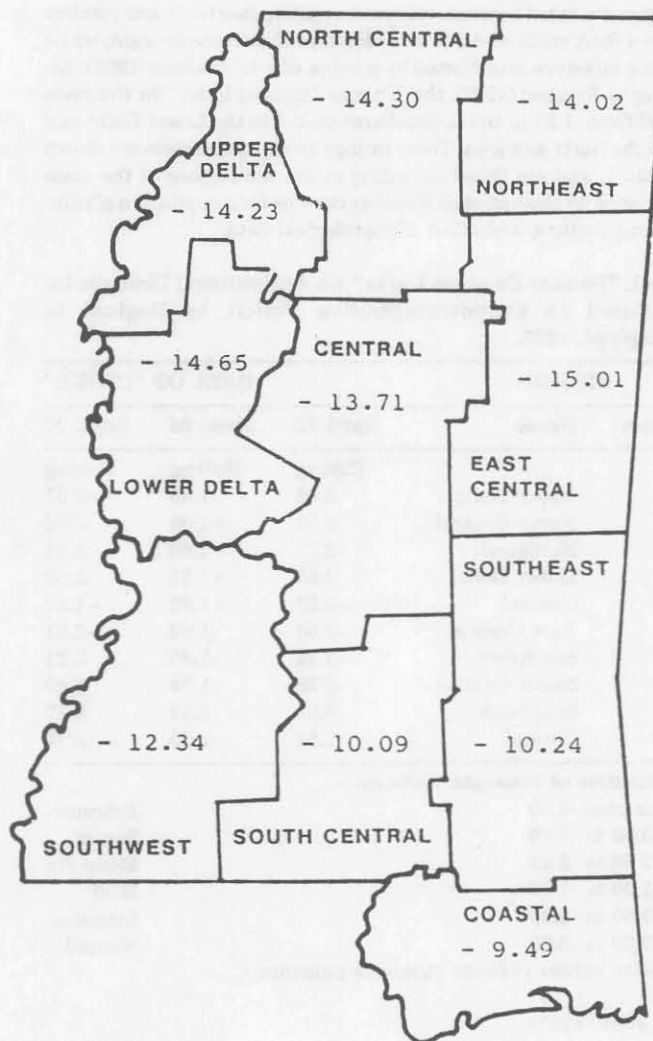 NORTH CENTRAL
- 14.30
- 14.02
UPPER
DELTA
- 14.23
NORTHEAST
- 14.65
CENTRAL
- 13.71
- 15.01
LOWER DELTA
EAST
CENTRAL
SOUTHEAST
- 12.34
- 10.09
- 10.24
SOUTHWEST
SOUTH CENTRAL
COASTAL
- 9.49